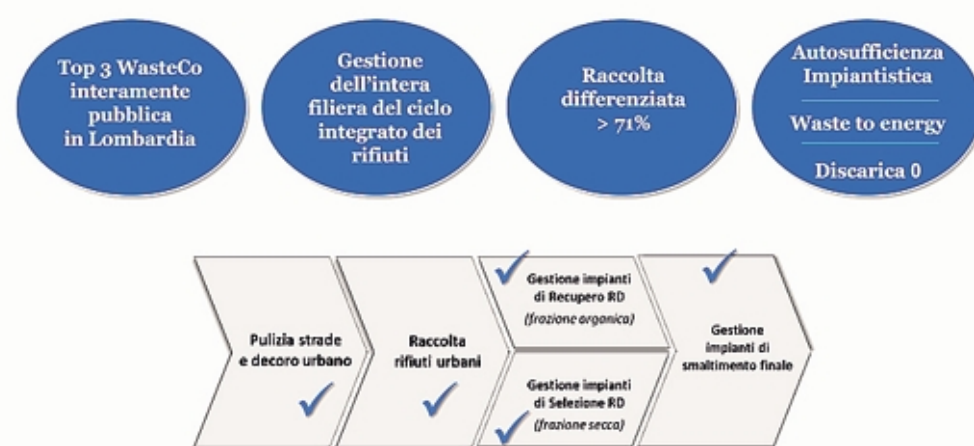 Top 3 WasteCo
interamente
pubblica
in Lombardia
Gestione
dell'intera
filiera del ciclo
integrato dei
rifiuti
Raccolta
differenziata
> 71%
Autosufficienza
Impiantistica
Waste to energy
Discarica 0
Pulizia strade
e decoro urbano
Raccolta
rifiuti urbani
Gestione impianti
di Recupero RD
(frazione organica)
Gestione impianti
di Selezione RD
(frazione secca)
Gestione
impianti di
smaltimento finale